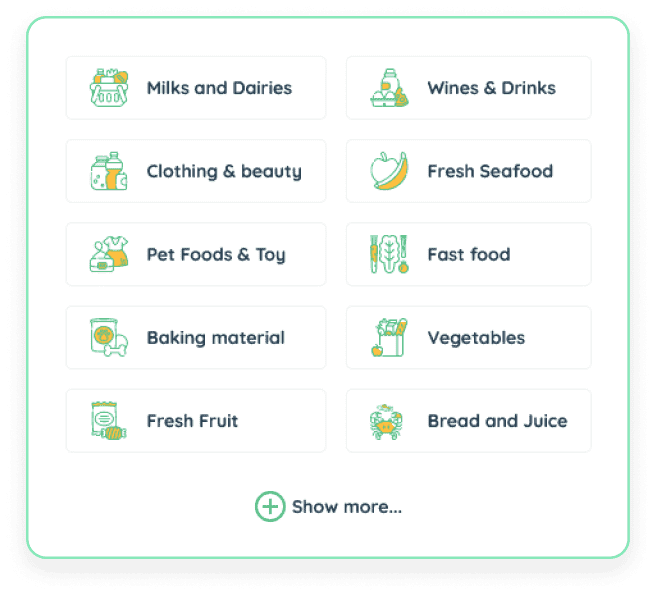 Milks and Dairies
Wines & Drinks
Clothing & beauty
Fresh Seafood
Pet Foods & Toy
Fast food
Baking material
Vegetables
Fresh Fruit
Bread and Juice
Show more...